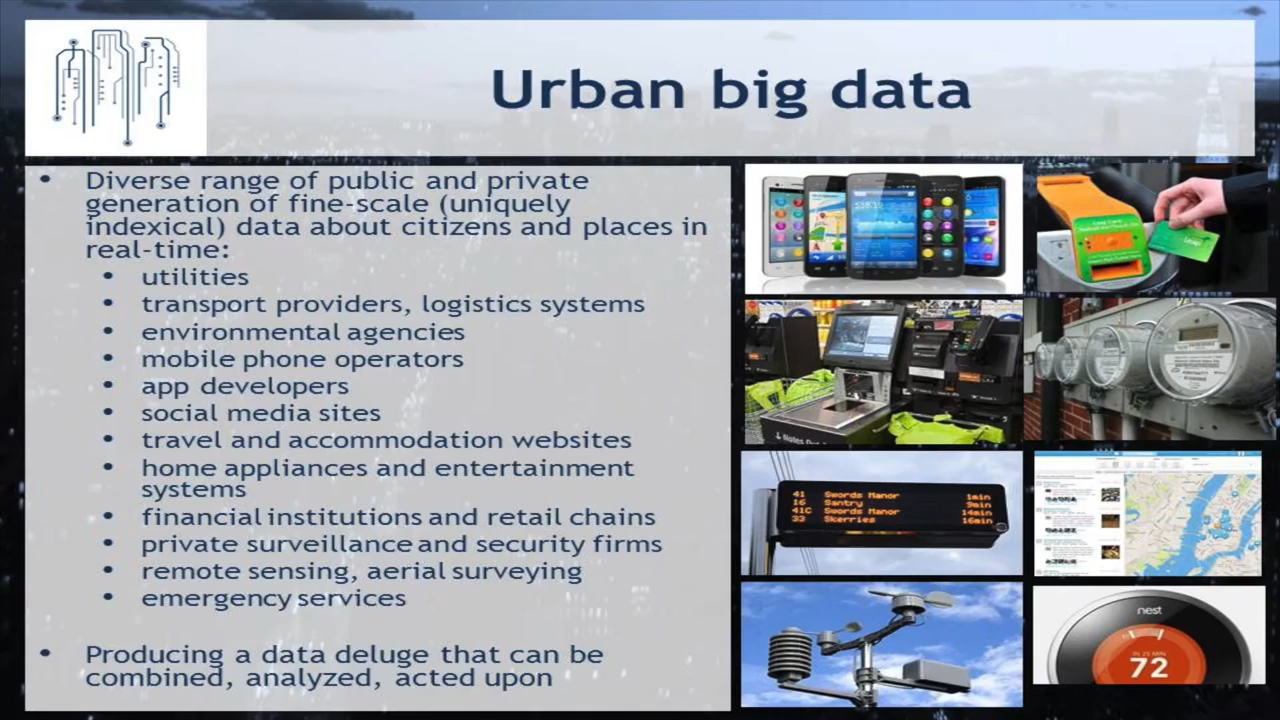 Urban big data
• Diverse range of public and private
generation of fine-scale (uniquely
indexical) data about citizens and places in
real-time:
• utilities
• transport providers, logistics systems
• environmental agencies
• mobile phone operators
• app developers
• social media sites
• travel and accommodation websites
• home appliances and entertainment
systems
• financial institutions and retail chains
• private surveillance and security firms
• remote sensing, aerial surveying
• emergency services
• Producing a data deluge that can be
combined, analyzed, acted upon
Leap
41 Swords Manor 1min
16 Santry 9min
41C Swords Manor 14min
33 Skerries 16min
nest
IN 25 MIN
72